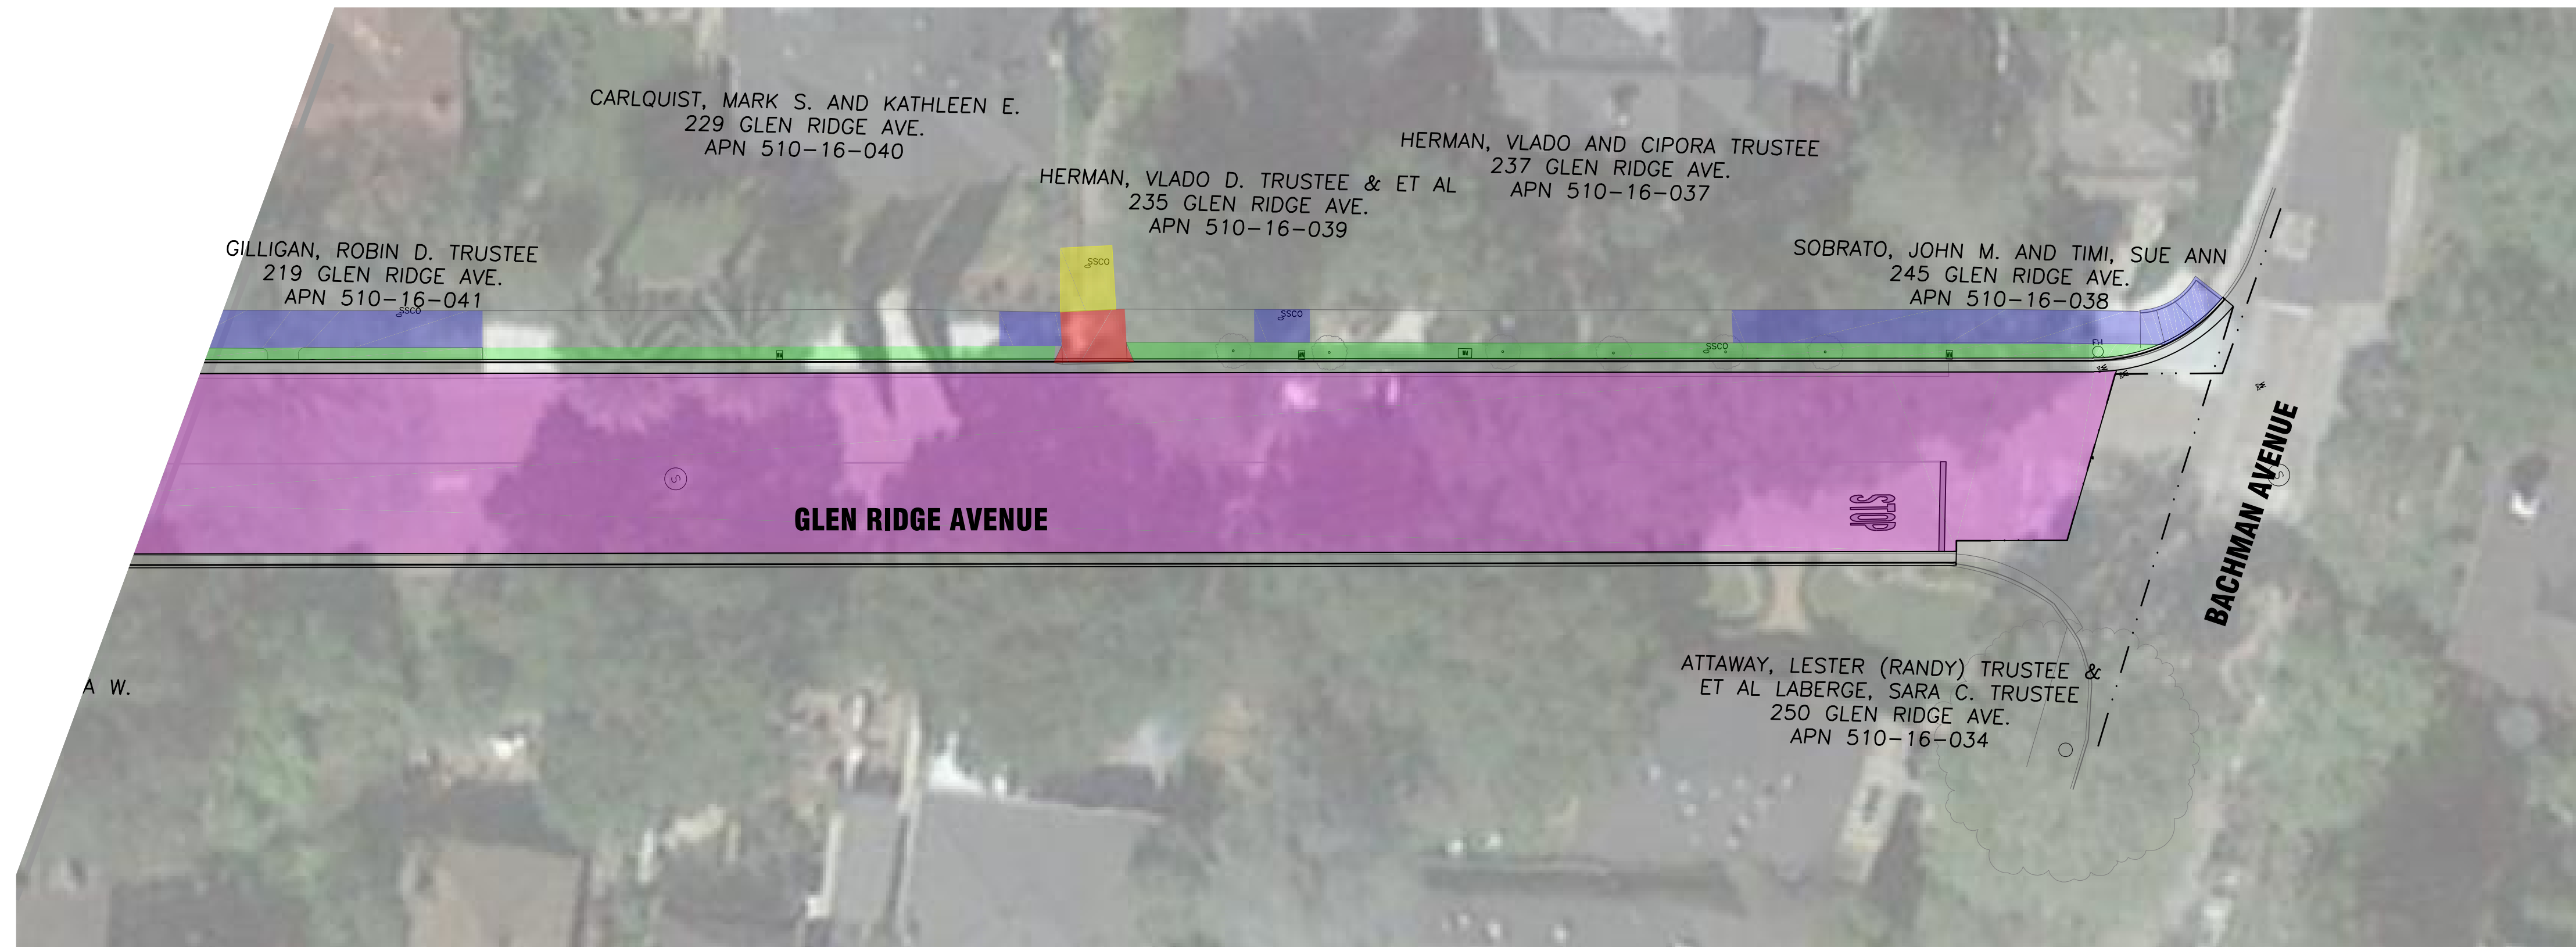 CARLQUIST, MARK S. AND KATHLEEN E.
229 GLEN RIDGE AVE.
APN 510-16-040
HERMAN, VLADO AND CIPORA TRUSTEE
237 GLEN RIDGE AVE.
APN 510-16-037
HERMAN, VLADO D. TRUSTEE & ET AL
235 GLEN RIDGE AVE.
APN 510-16-039
GILLIGAN, ROBIN D. TRUSTEE
219 GLEN RIDGE AVE.
APN 510-16-041
SOBRATO, JOHN M. AND TIMI, SUE ANN
245 GLEN RIDGE AVE.
APN 510-16-038
SSCO
SSCO
SSCO
SSCO
FH
S
S
STOP
GLEN RIDGE AVENUE
BACHMAN AVENUE
A W.
ATTAWAY, LESTER (RANDY) TRUSTEE &
ET AL LABERGE, SARA C. TRUSTEE
250 GLEN RIDGE AVE.
APN 510-16-034